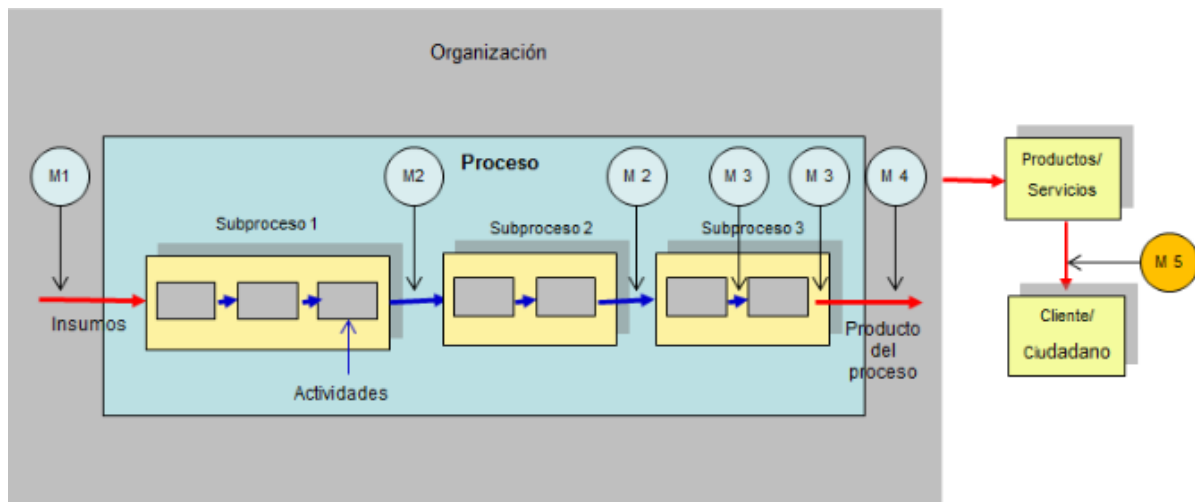 Organización
Proceso
M1
M2
M 2
M 3
M 3
M 4
Productos/
Servicios
Subproceso 1
Subproceso 2
Subproceso 3
M 5
Insumos
Actividades
Producto
del
proceso
Cliente/
Ciudadano